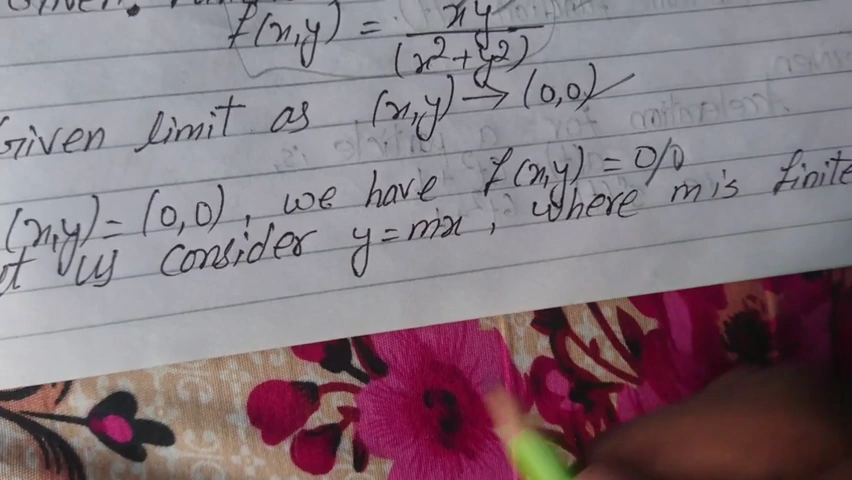 f(x,y) = xy/(x²+y²)
Given limit as (x,y) → (0,0)
(x,y) = (0,0), we have f(x,y) = 0/0
us consider y = mx, where m is finite